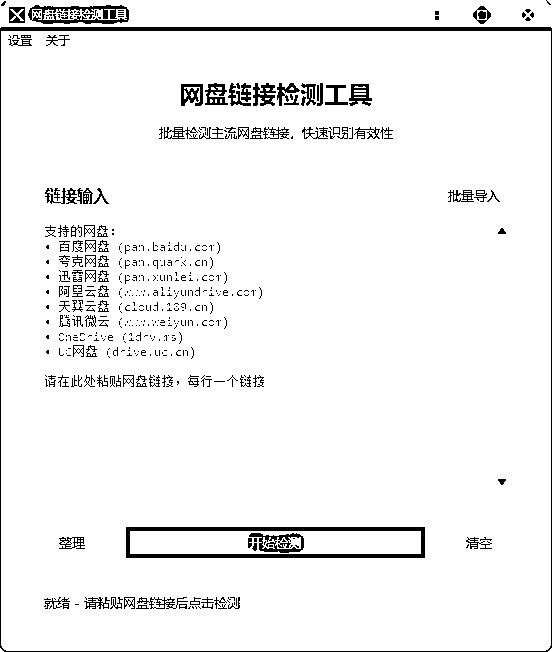 网盘链接检测工具
设置 关于
网盘链接检测工具
批量检测主流网盘链接，快速识别有效性
链接输入 批量导入
支持的网盘：
• 百度网盘 (pan.baidu.com)
• 夸克网盘 (pan.quark.cn)
• 迅雷网盘 (pan.xunlei.com)
• 阿里云盘 (www.aliyundrive.com)
• 天翼云盘 (cloud.189.cn)
• 腾讯微云 (www.weiyun.com)
• OneDrive (1drv.ms)
• UC网盘 (drive.uc.cn)
请在此处粘贴网盘链接，每行一个链接
整理 开始检测 清空
就绪 - 请粘贴网盘链接后点击检测